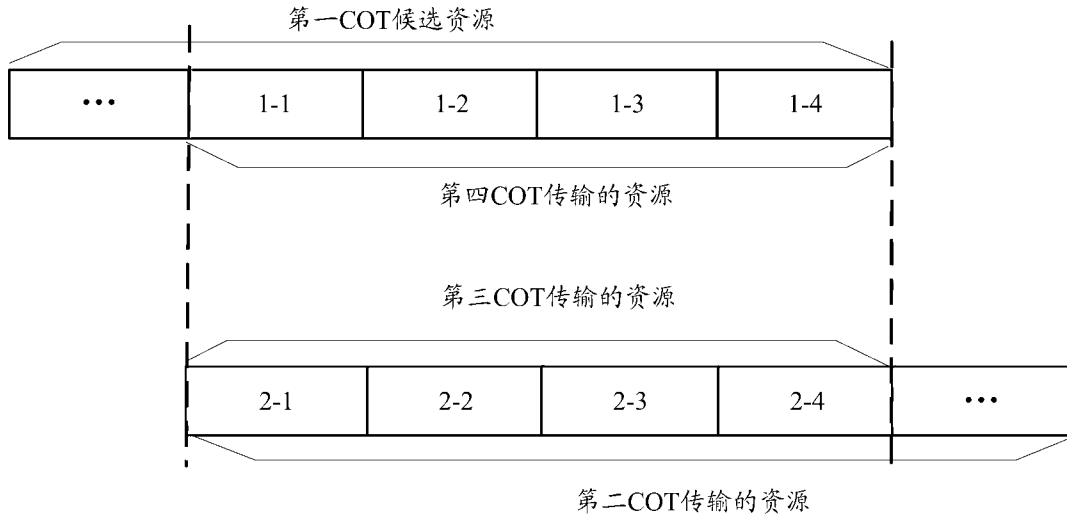 第一COT候选资源
••• 1-1 1-2 1-3 1-4
第四COT传输的资源
第三COT传输的资源
2-1 2-2 2-3 2-4 •••
第二COT传输的资源